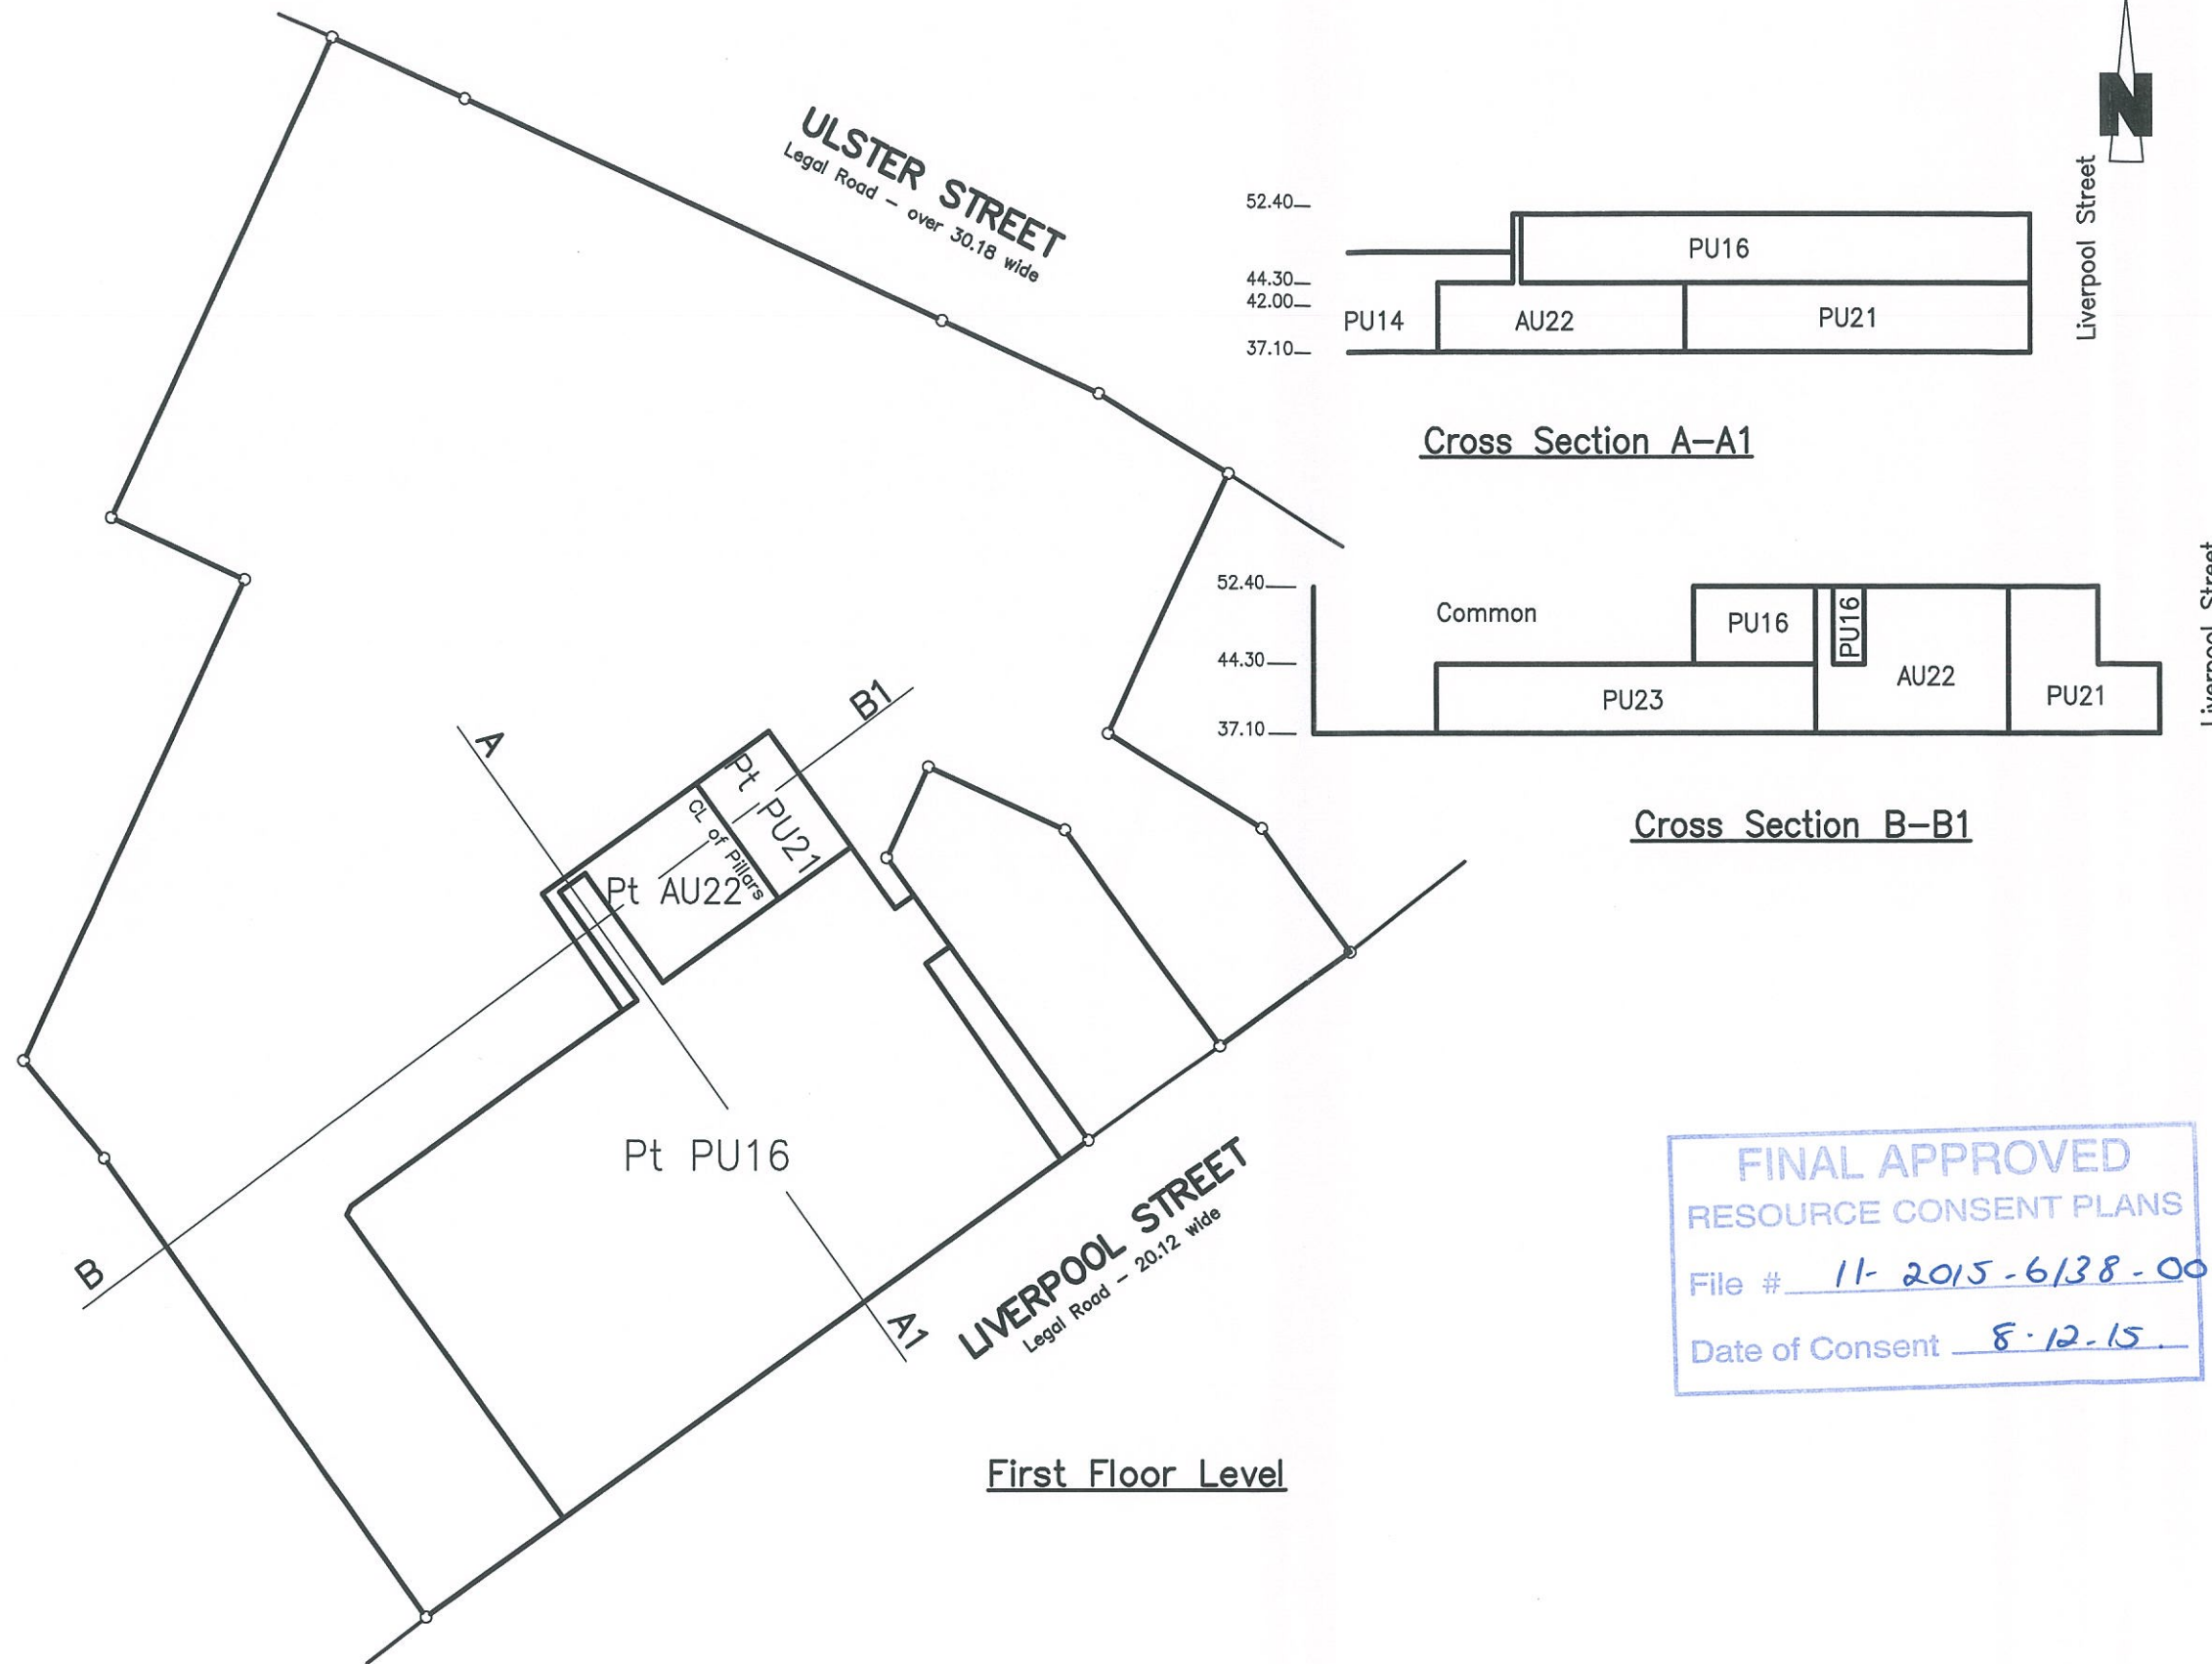 N
ULSTER STREET
Legal Road – over 30.18 wide
52.40
44.30
42.00
37.10
PU16
PU14
AU22
PU21
Liverpool Street
Cross Section A–A1
52.40
44.30
37.10
Common
PU16
PU16
AU22
PU23
PU21
Liverpool Street
Cross Section B–B1
A
B1
Pt PU21
CL of Pillars
Pt AU22
B
Pt PU16
A1
LIVERPOOL STREET
Legal Road – 20.12 wide
First Floor Level
FINAL APPROVED
RESOURCE CONSENT PLANS
File # 11- 2015-6138-00
Date of Consent 8.12.15.